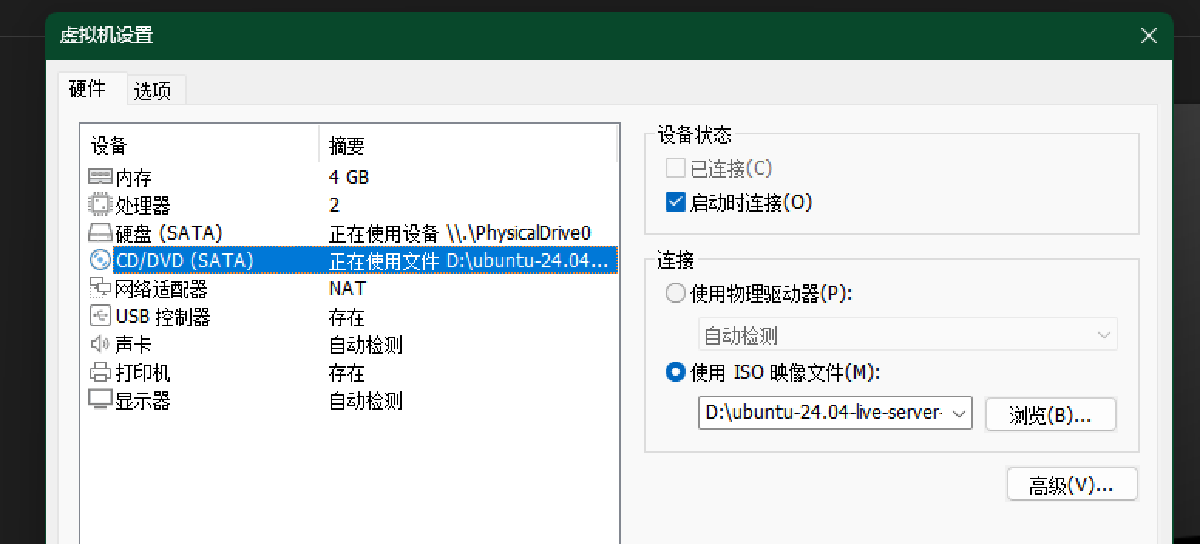 虚拟机设置
硬件 选项
设备 摘要
内存 4 GB
处理器 2
硬盘 (SATA) 正在使用设备 \\.\PhysicalDrive0
CD/DVD (SATA) 正在使用文件 D:\ubuntu-24.04...
网络适配器 NAT
USB 控制器 存在
声卡 自动检测
打印机 存在
显示器 自动检测
设备状态
已连接(C)
启动时连接(O)
连接
使用物理驱动器(P):
自动检测
使用 ISO 映像文件(M):
D:\ubuntu-24.04-live-server- 浏览(B)...
高级(V)...